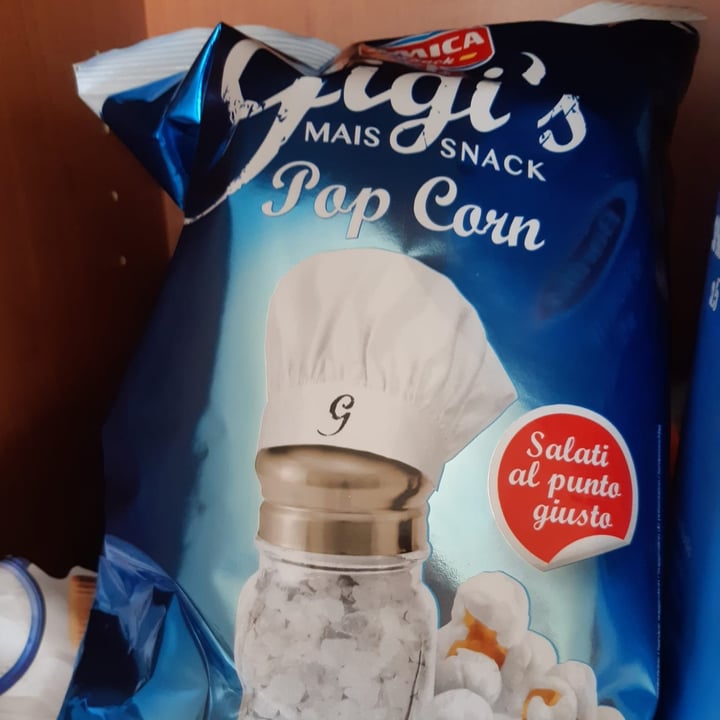 Gigi's
MAIS SNACK
Pop Corn
G
Salati
al punto
giusto